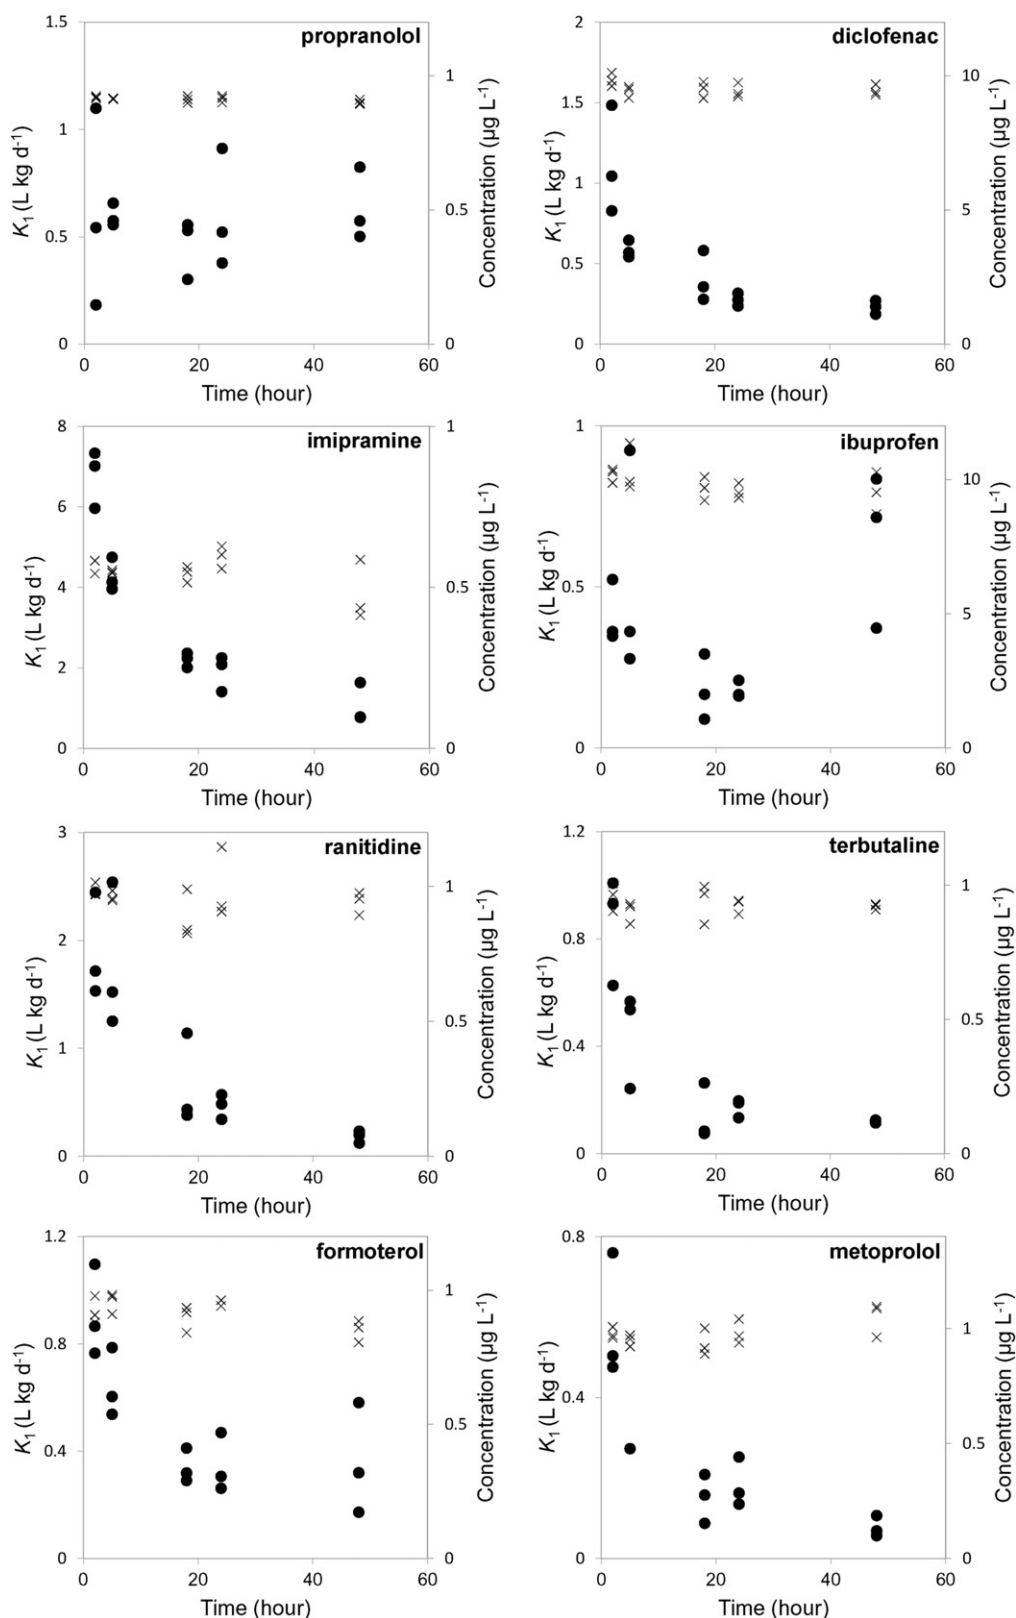 propranolol
1.5
1
0.5
0
1
0.5
0
0 20 40 60
K₁ (L kg d⁻¹)
Concentration (µg L⁻¹)
Time (hour)
diclofenac
2
1.5
1
0.5
0
10
5
0
0 20 40 60
K₁ (L kg d⁻¹)
Concentration (µg L⁻¹)
Time (hour)
imipramine
8
6
4
2
0
1
0.5
0
0 20 40 60
K₁ (L kg d⁻¹)
Concentration (µg L⁻¹)
Time (hour)
ibuprofen
1
0.5
0
10
5
0
0 20 40 60
K₁ (L kg d⁻¹)
Concentration (µg L⁻¹)
Time (hour)
ranitidine
3
2
1
0
1
0.5
0
0 20 40 60
K₁ (L kg d⁻¹)
Concentration (µg L⁻¹)
Time (hour)
terbutaline
1.2
0.8
0.4
0
1
0.5
0
0 20 40 60
K₁ (L kg d⁻¹)
Concentration (µg L⁻¹)
Time (hour)
formoterol
1.2
0.8
0.4
0
1
0.5
0
0 20 40 60
K₁ (L kg d⁻¹)
Concentration (µg L⁻¹)
Time (hour)
metoprolol
0.8
0.4
0
1
0.5
0
0 20 40 60
K₁ (L kg d⁻¹)
Concentration (µg L⁻¹)
Time (hour)